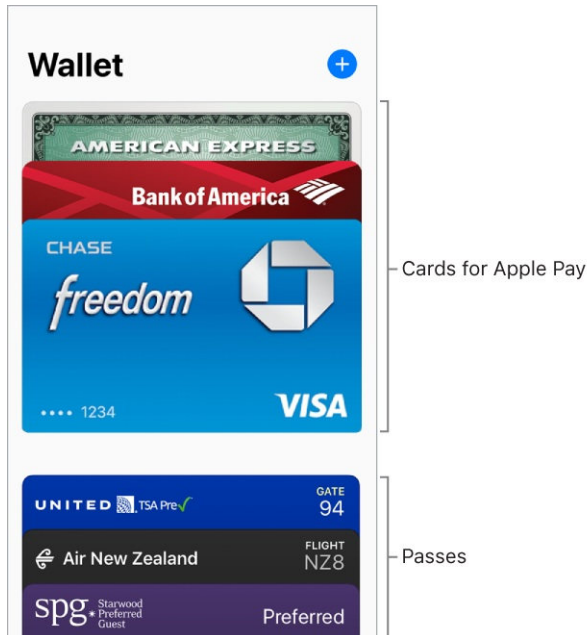 Wallet
AMERICAN EXPRESS
Bank of America
CHASE
freedom
•••• 1234
VISA
Cards for Apple Pay
UNITED TSA Pre✓
GATE
94
Air New Zealand
FLIGHT
NZ8
spg Starwood
Preferred
Guest
Preferred
Passes